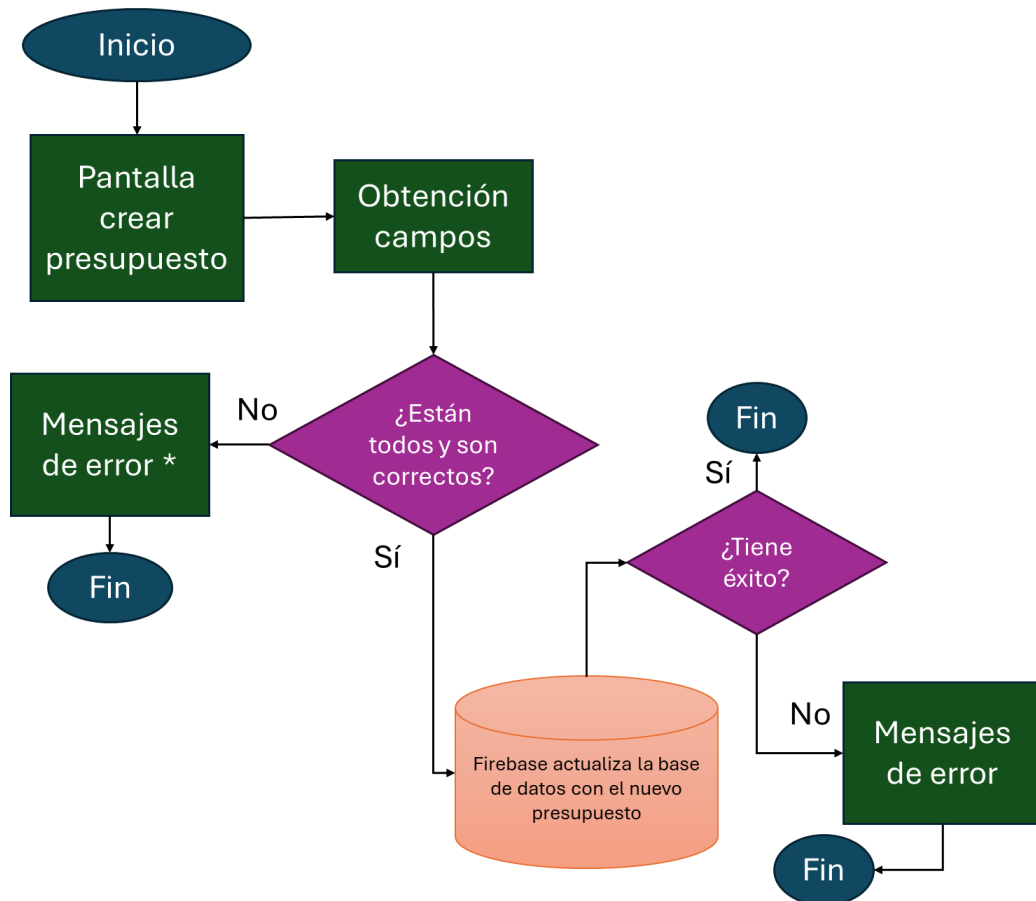 Inicio
Pantalla
crear
presupuesto
Obtención
campos
¿Están
todos y son
correctos?
No
Mensajes
de error *
Fin
Sí
Firebase actualiza la base
de datos con el nuevo
presupuesto
¿Tiene
éxito?
Sí
Fin
No
Mensajes
de error
Fin